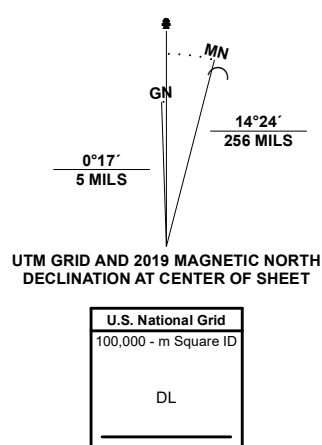 MN
GN
14°24´
256 MILS
0°17´
5 MILS
UTM GRID AND 2019 MAGNETIC NORTH
DECLINATION AT CENTER OF SHEET
U.S. National Grid
100,000 - m Square ID
DL